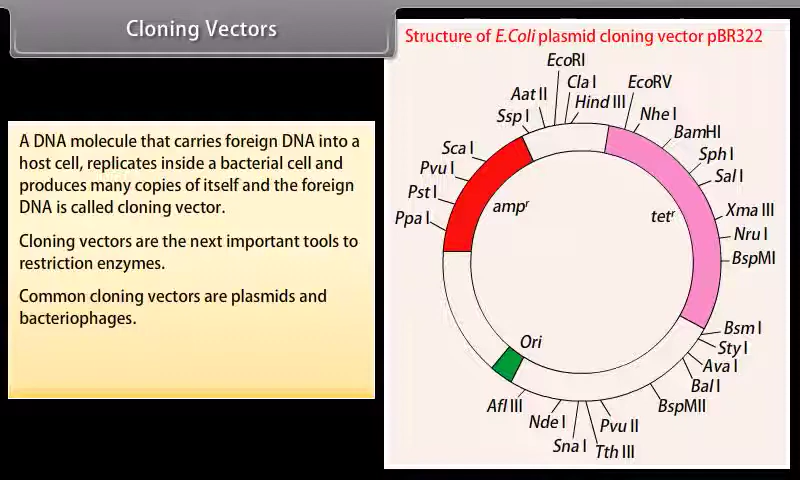 Cloning Vectors
A DNA molecule that carries foreign DNA into a
host cell, replicates inside a bacterial cell and
produces many copies of itself and the foreign
DNA is called cloning vector.
Cloning vectors are the next important tools to
restriction enzymes.
Common cloning vectors are plasmids and
bacteriophages.
Structure of E.Coli plasmid cloning vector pBR322
EcoRI
Cla I
Hind III
EcoRV
Aat II
Ssp I
Nhe I
BamHI
Sph I
Sal I
Sca I
Pvu I
Pst I
Ppa I
ampʳ
tetʳ
Xma III
Nru I
BspMI
Ori
Bsm I
Sty I
Ava I
Bal I
BspMII
Afl III
Nde I
Pvu II
Sna I
Tth III